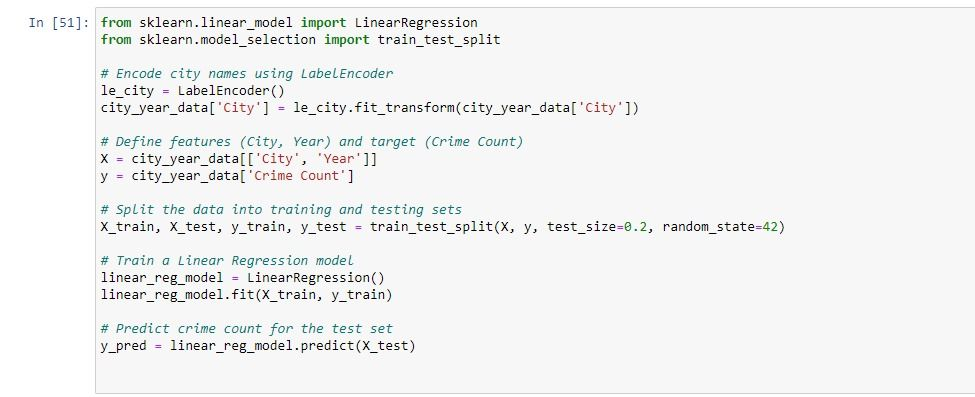 In [51]: from sklearn.linear_model import LinearRegression
from sklearn.model_selection import train_test_split
# Encode city names using LabelEncoder
le_city = LabelEncoder()
city_year_data['City'] = le_city.fit_transform(city_year_data['City'])
# Define features (City, Year) and target (Crime Count)
X = city_year_data[['City', 'Year']]
y = city_year_data['Crime Count']
# Split the data into training and testing sets
X_train, X_test, y_train, y_test = train_test_split(X, y, test_size=0.2, random_state=42)
# Train a Linear Regression model
linear_reg_model = LinearRegression()
linear_reg_model.fit(X_train, y_train)
# Predict crime count for the test set
y_pred = linear_reg_model.predict(X_test)